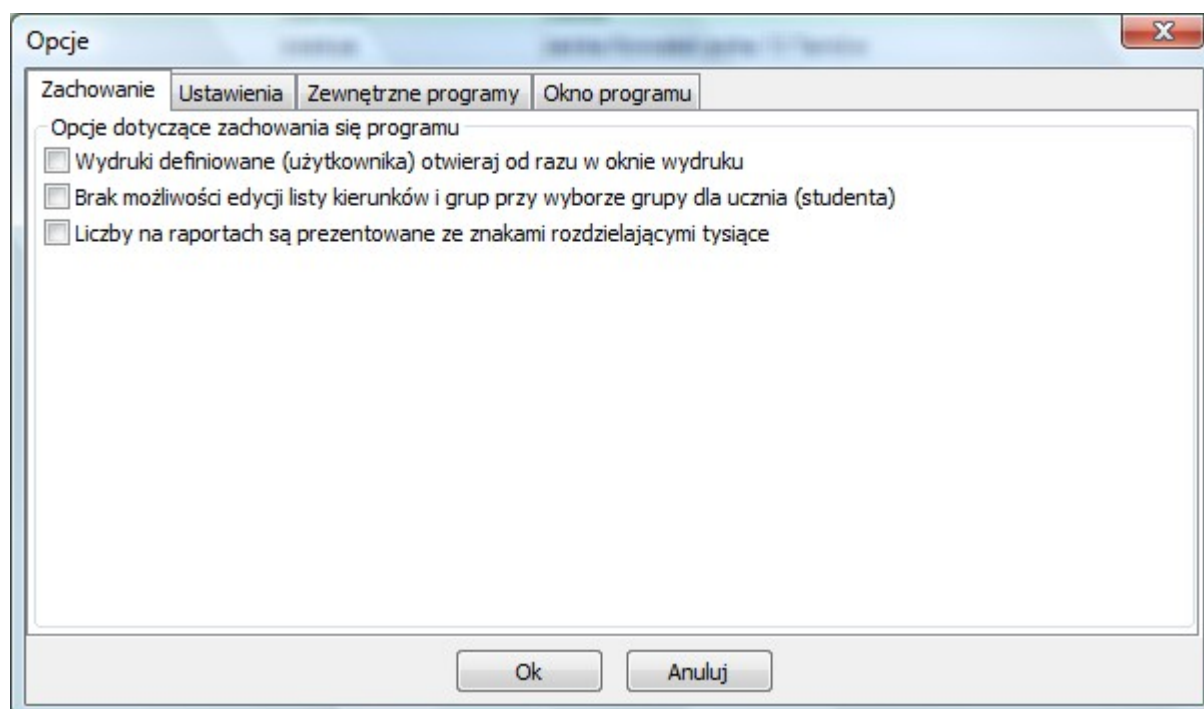 Opcje
Zachowanie Ustawienia Zewnętrzne programy Okno programu
Opcje dotyczące zachowania się programu
Wydruki definiowane (użytkownika) otwieraj od razu w oknie wydruku
Brak możliwości edycji listy kierunków i grup przy wyborze grupy dla ucznia (studenta)
Liczby na raportach są prezentowane ze znakami rozdzielającymi tysiące
Ok Anuluj